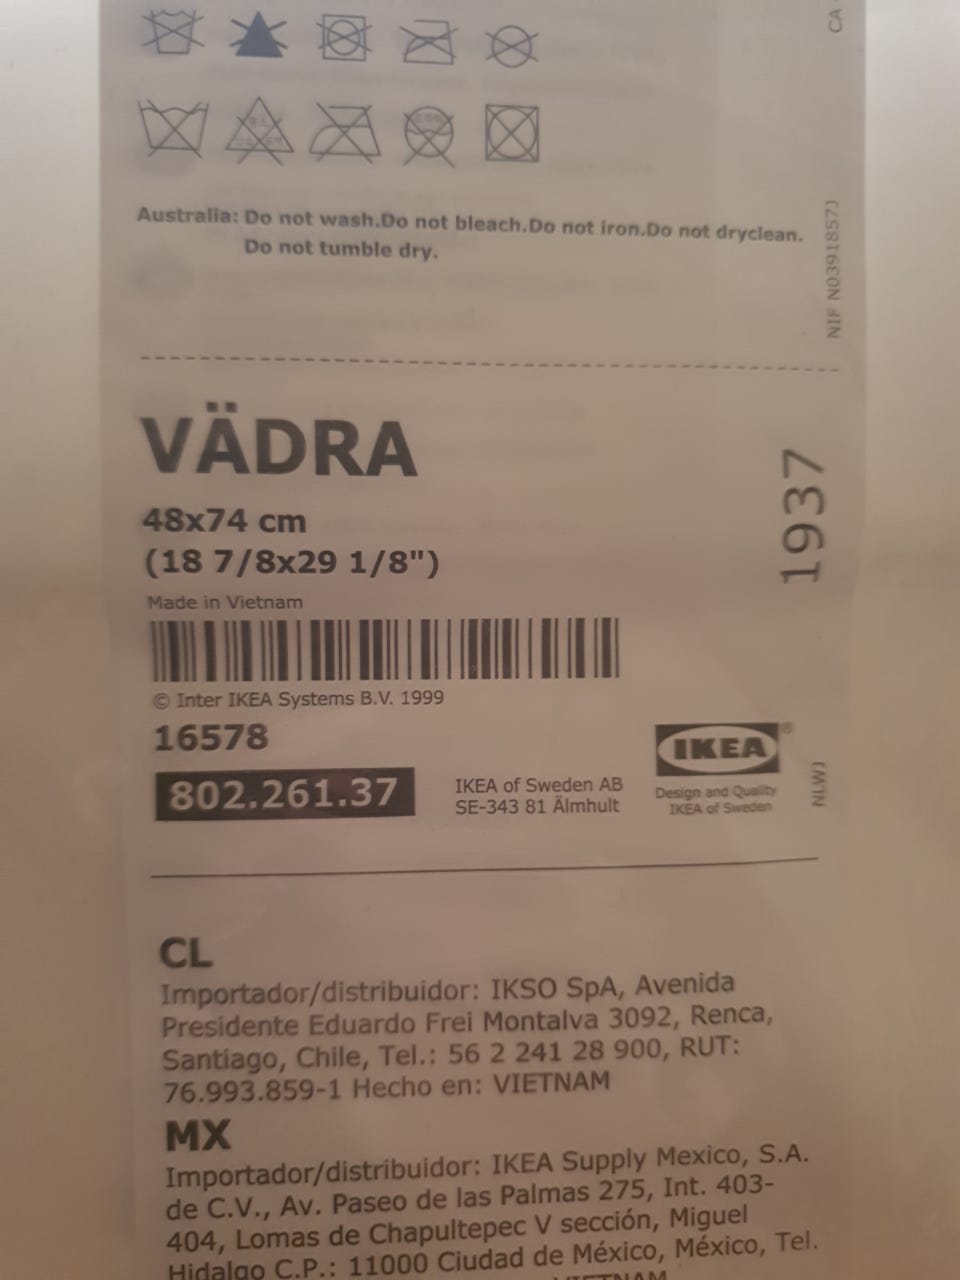 CA
Australia: Do not wash.Do not bleach.Do not iron.Do not dryclean.
Do not tumble dry.
NIF N0391857J
VÄDRA
48x74 cm
(18 7/8x29 1/8")
1937
Made in Vietnam
© Inter IKEA Systems B.V. 1999
16578
802.261.37
IKEA of Sweden AB
SE-343 81 Älmhult
IKEA®
Design and Quality
IKEA of Sweden
NLWJ
CL
Importador/distribuidor: IKSO SpA, Avenida
Presidente Eduardo Frei Montalva 3092, Renca,
Santiago, Chile, Tel.: 56 2 241 28 900, RUT:
76.993.859-1 Hecho en: VIETNAM
MX
Importador/distribuidor: IKEA Supply Mexico, S.A.
de C.V., Av. Paseo de las Palmas 275, Int. 403-
404, Lomas de Chapultepec V sección, Miguel
Hidalgo C.P.: 11000 Ciudad de México, México, Tel.
VIETNAM